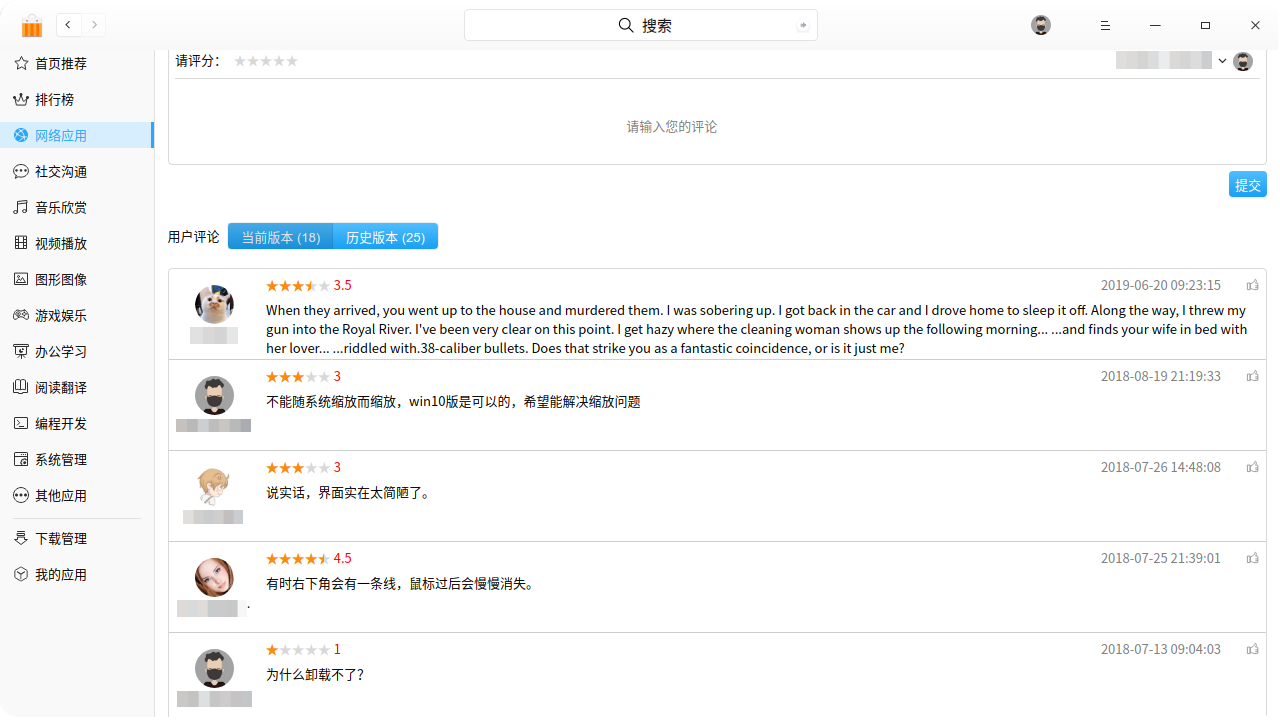 搜索
首页推荐
排行榜
网络应用
社交沟通
音乐欣赏
视频播放
图形图像
游戏娱乐
办公学习
阅读翻译
编程开发
系统管理
其他应用
下载管理
我的应用
请评分：
请输入您的评论
提交
用户评论 当前版本 (18) 历史版本 (25)
3.5 2019-06-20 09:23:15
When they arrived, you went up to the house and murdered them. I was sobering up. I got back in the car and I drove home to sleep it off. Along the way, I threw my
gun into the Royal River. I've been very clear on this point. I get hazy where the cleaning woman shows up the following morning... ...and finds your wife in bed with
her lover... ...riddled with.38-caliber bullets. Does that strike you as a fantastic coincidence, or is it just me?
3 2018-08-19 21:19:33
不能随系统缩放而缩放，win10版是可以的，希望能解决缩放问题
3 2018-07-26 14:48:08
说实话，界面实在太简陋了。
4.5 2018-07-25 21:39:01
有时右下角会有一条线，鼠标过后会慢慢消失。
1 2018-07-13 09:04:03
为什么卸载不了？